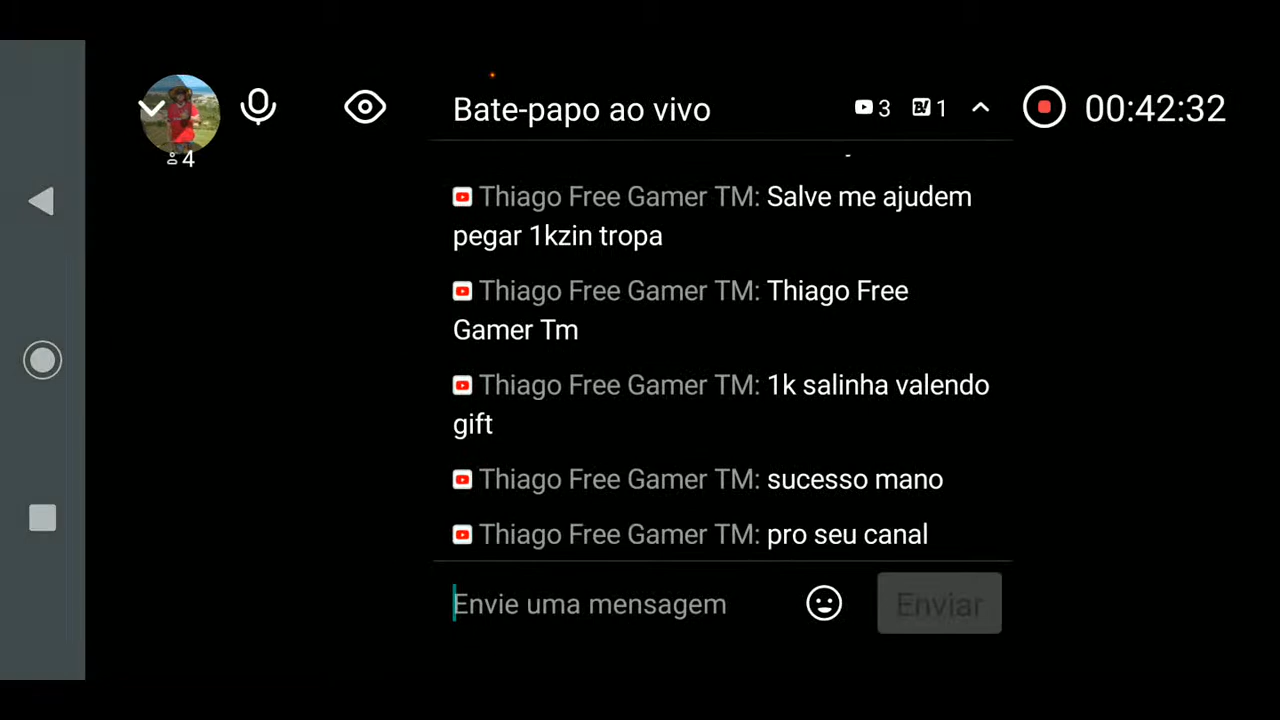 Bate-papo ao vivo 3 1 00:42:32
4
Thiago Free Gamer TM: Salve me ajudem
pegar 1kzin tropa
Thiago Free Gamer TM: Thiago Free
Gamer Tm
Thiago Free Gamer TM: 1k salinha valendo
gift
Thiago Free Gamer TM: sucesso mano
Thiago Free Gamer TM: pro seu canal
Envie uma mensagem Enviar